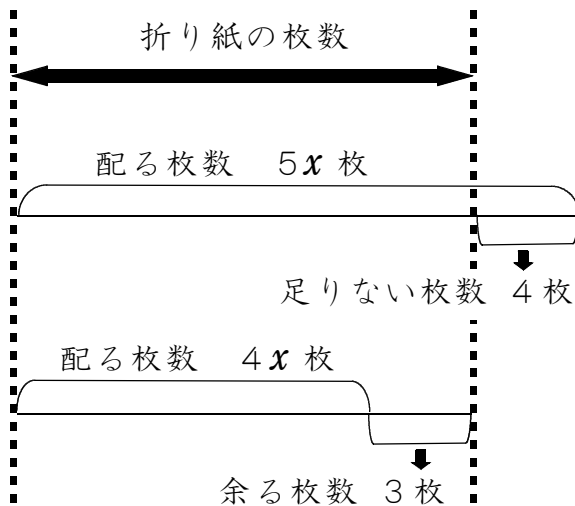 折り紙の枚数
配る枚数　５x 枚
足りない枚数 ４枚
配る枚数　４x 枚
余る枚数 ３枚